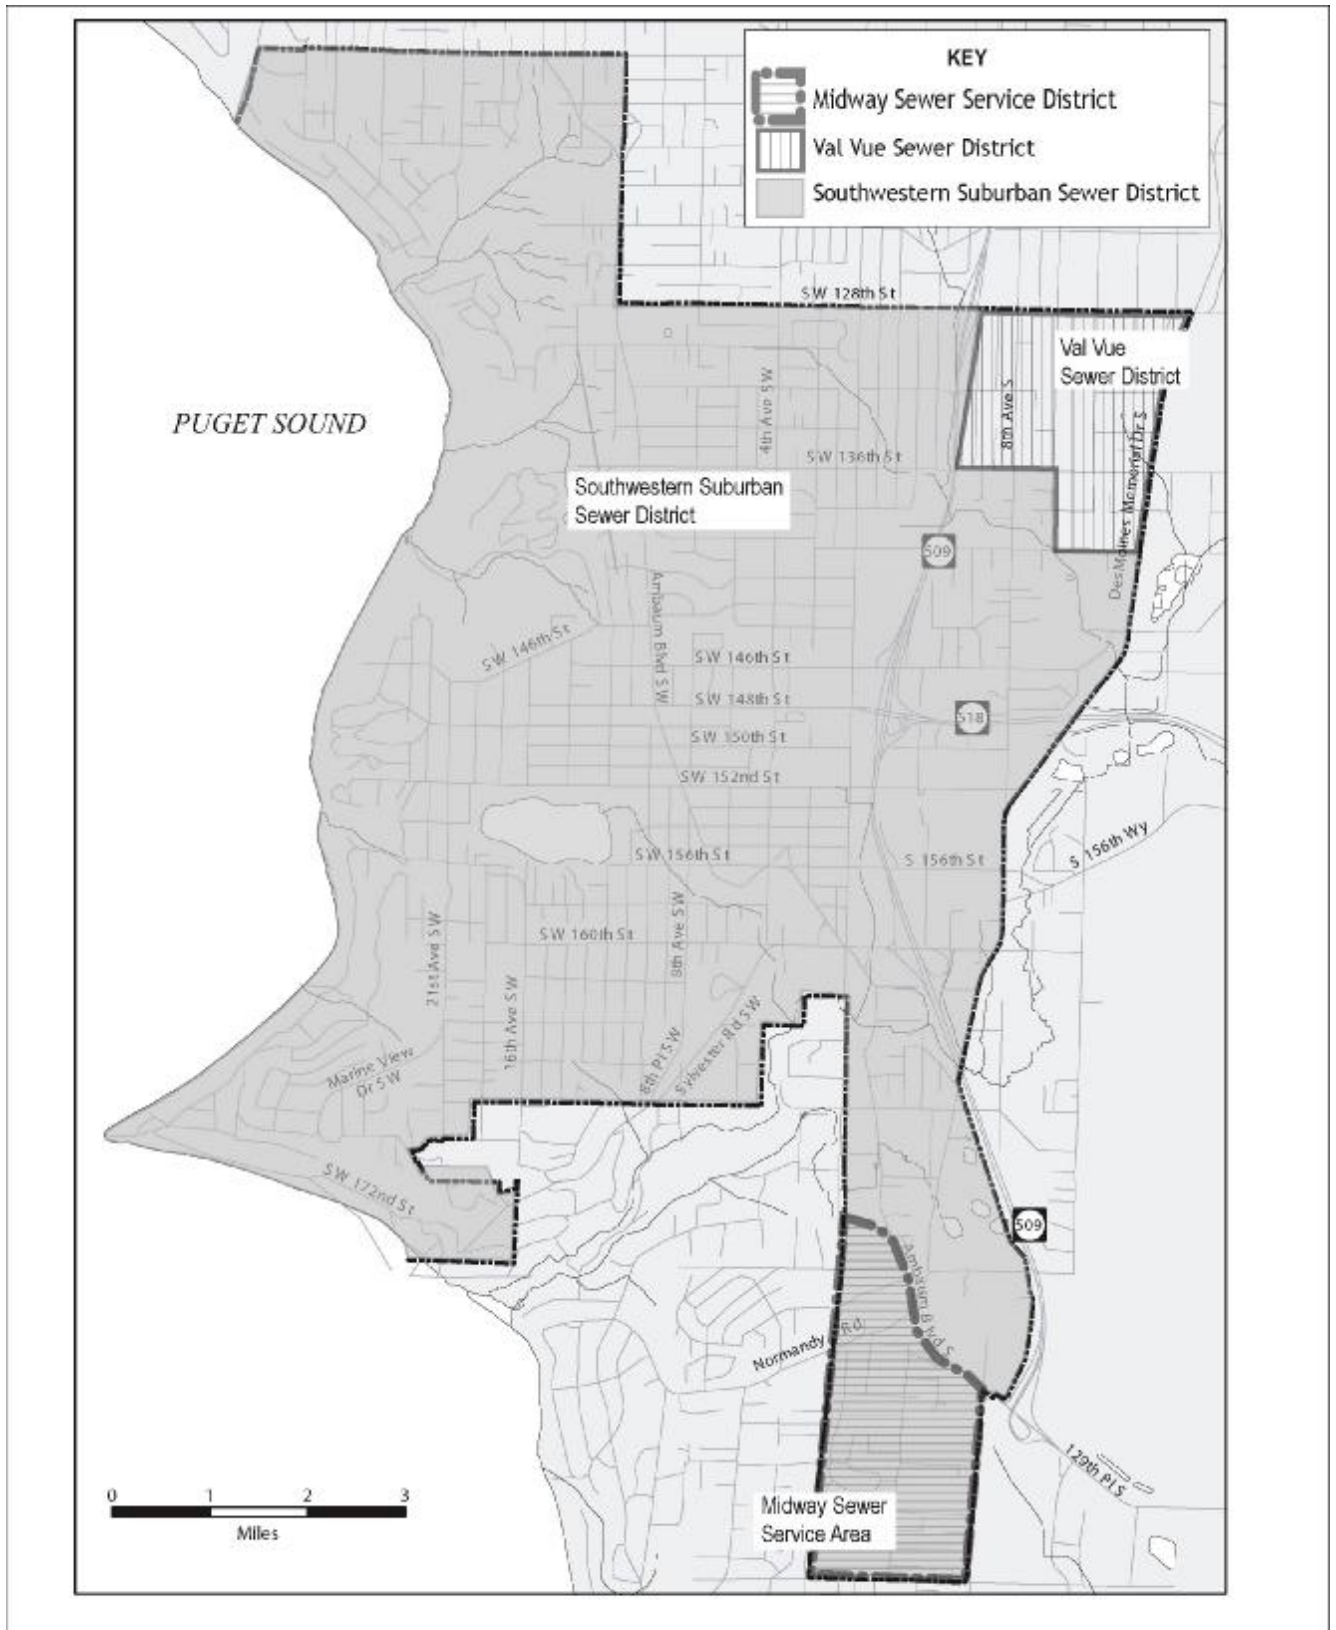 KEY
Midway Sewer Service District
Val Vue Sewer District
Southwestern Suburban Sewer District
SW 128th St
Val Vue
Sewer District
8th Ave S
4th Ave SW
PUGET SOUND
SW 136th St
Des Moines Memorial Dr S
Southwestern Suburban
Sewer District
509
Ambaum Blvd SW
SW 146th St
SW 146th St
SW 148th St
518
SW 150th St
SW 152nd St
SW 156th St
S 156th St
S 156th Wy
21st Ave SW
SW 160th St
8th Ave SW
16th Ave SW
8th Pl SW
Sylvester Rd SW
Marine View
Dr SW
SW 172nd St
509
Ambaum Blvd S
Normandy Rd
129th Pl S
0 1 2 3
Miles
Midway Sewer
Service Area